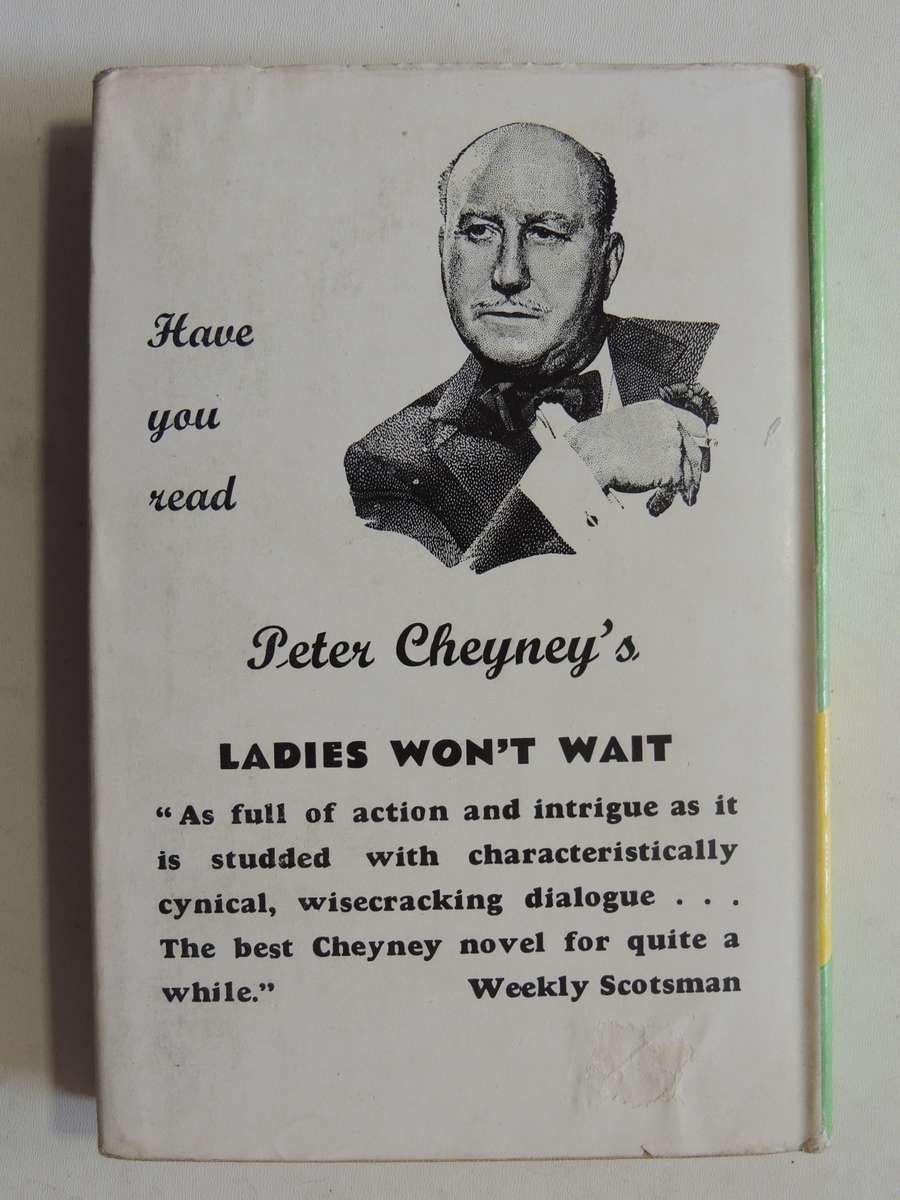 Have
you
read
Peter Cheyney's
LADIES WON'T WAIT
"As full of action and intrigue as it
is studded with characteristically
cynical, wisecracking dialogue . . .
The best Cheyney novel for quite a
while." Weekly Scotsman